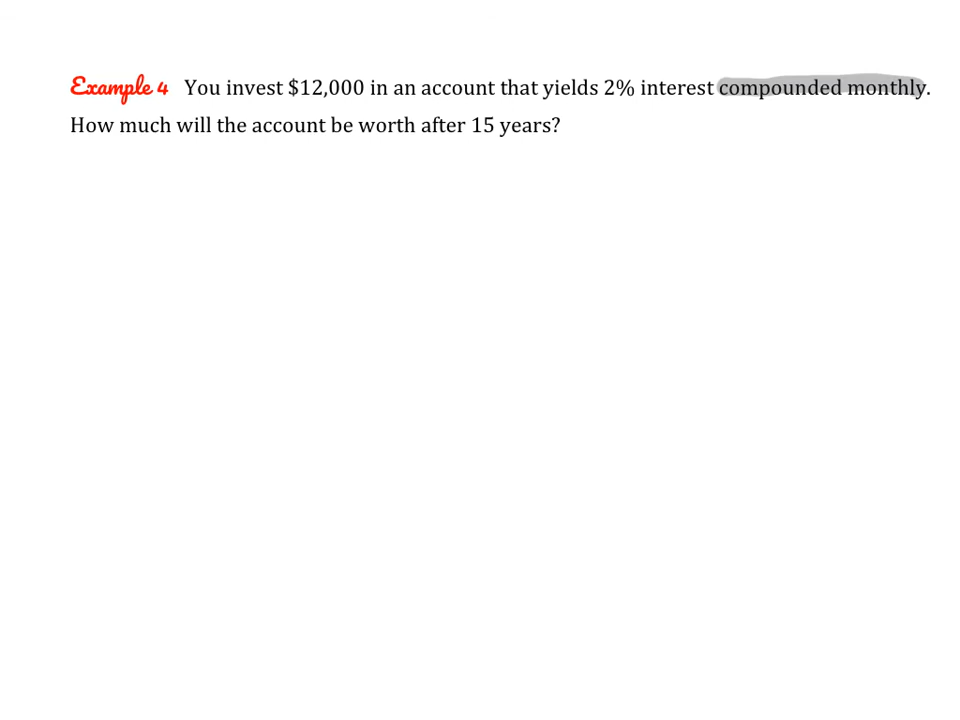 Example 4 You invest $12,000 in an account that yields 2% interest compounded monthly.
How much will the account be worth after 15 years?